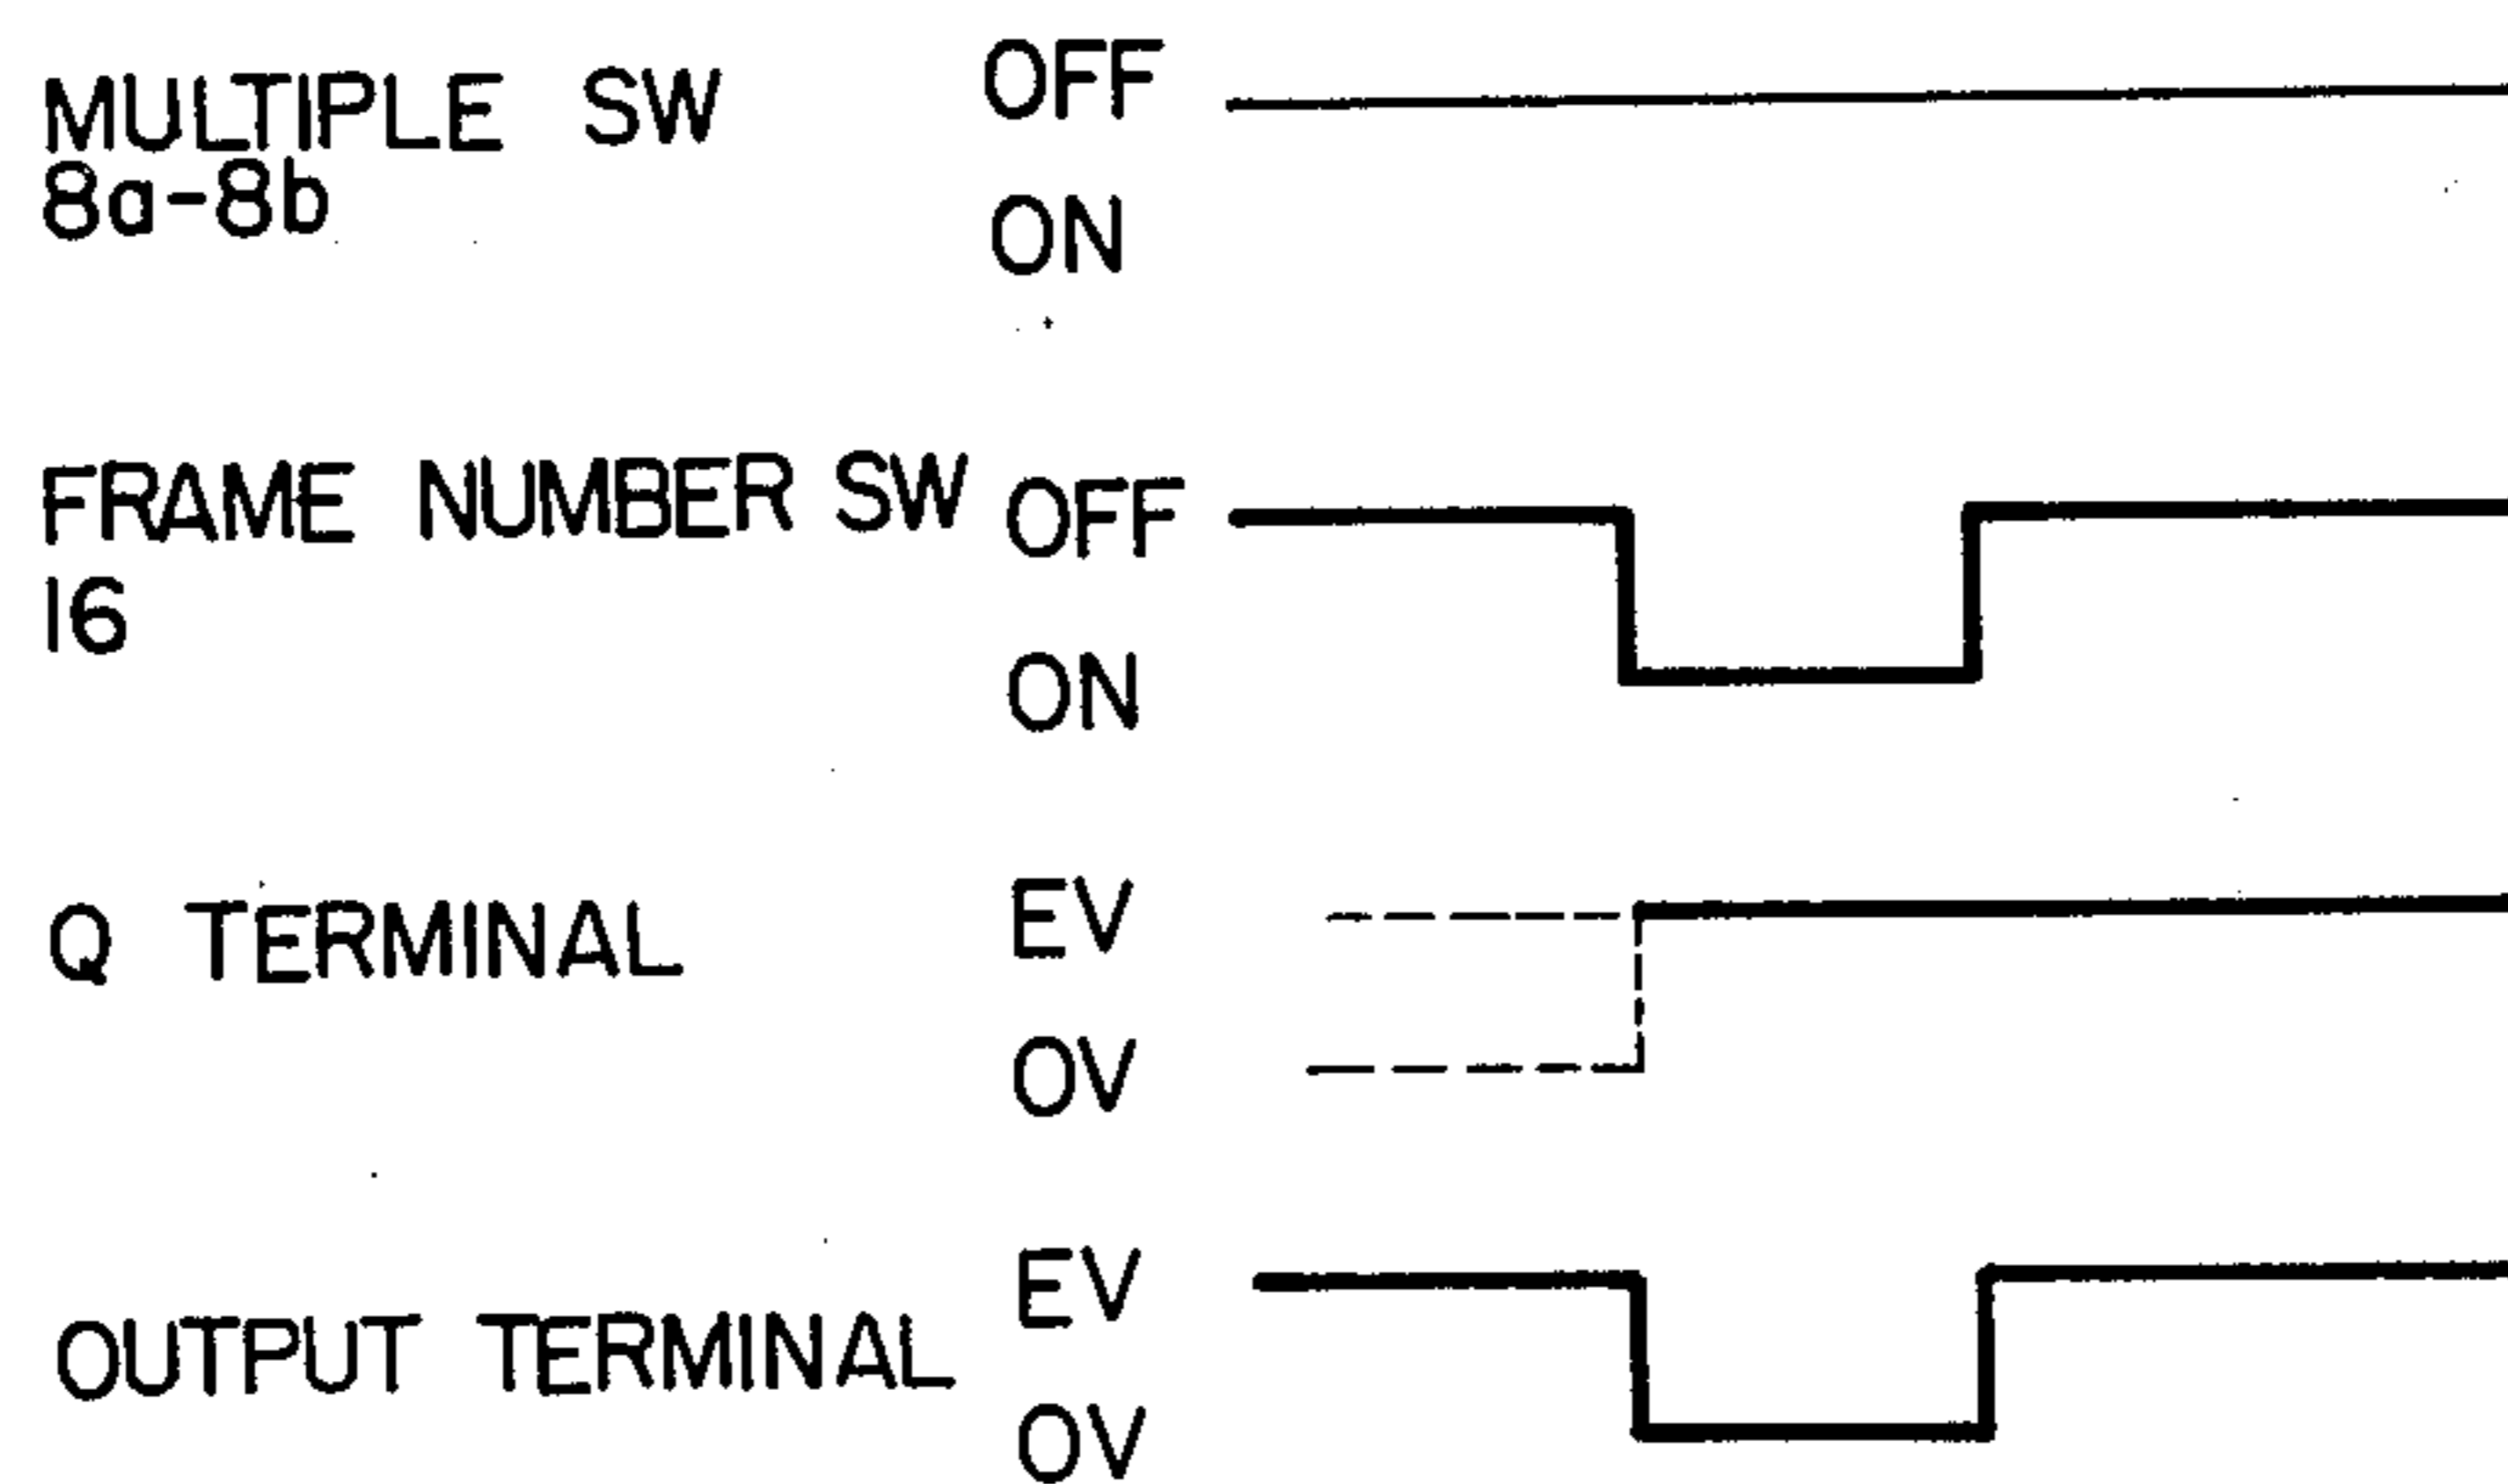 MULTIPLE SW OFF
8a-8b
ON
FRAME NUMBER SW OFF
16
ON
Q TERMINAL EV
OV
EV
OUTPUT TERMINAL
OV